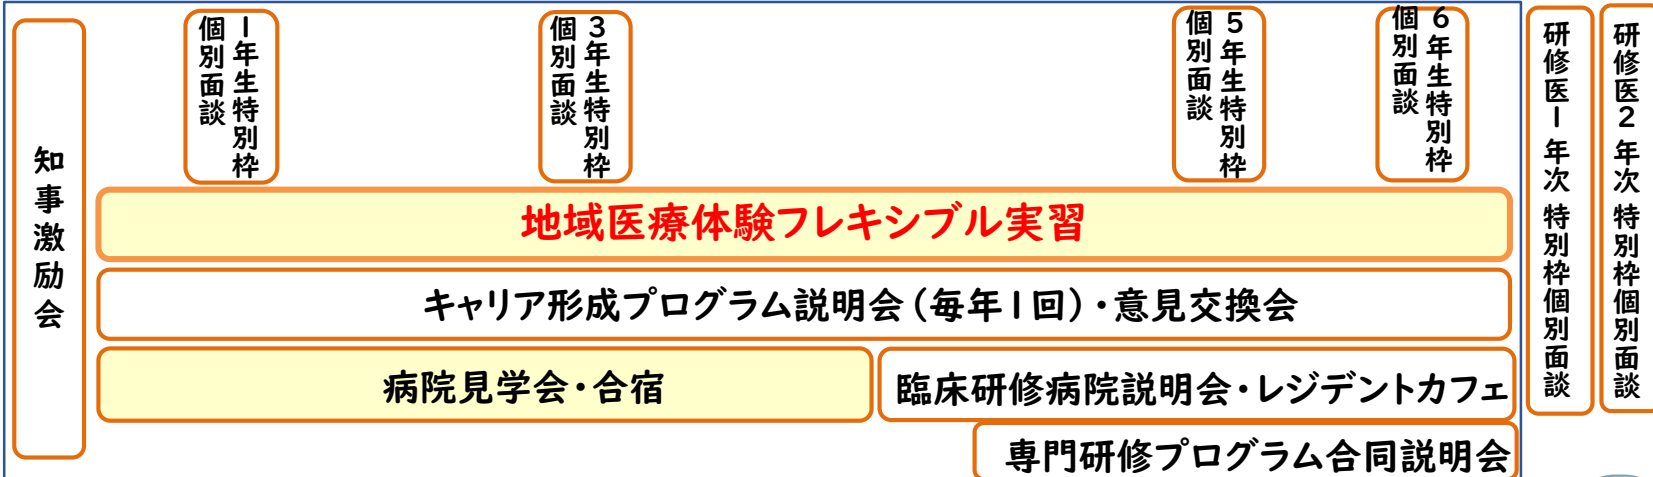 知事激励会
1年生特別枠
個別面談
3年生特別枠
個別面談
5年生特別枠
個別面談
6年生特別枠
個別面談
研修医1年次 特別枠個別面談
研修医2年次 特別枠個別面談
地域医療体験フレキシブル実習
キャリア形成プログラム説明会(毎年1回)・意見交換会
病院見学会・合宿
臨床研修病院説明会・レジデントカフェ
専門研修プログラム合同説明会